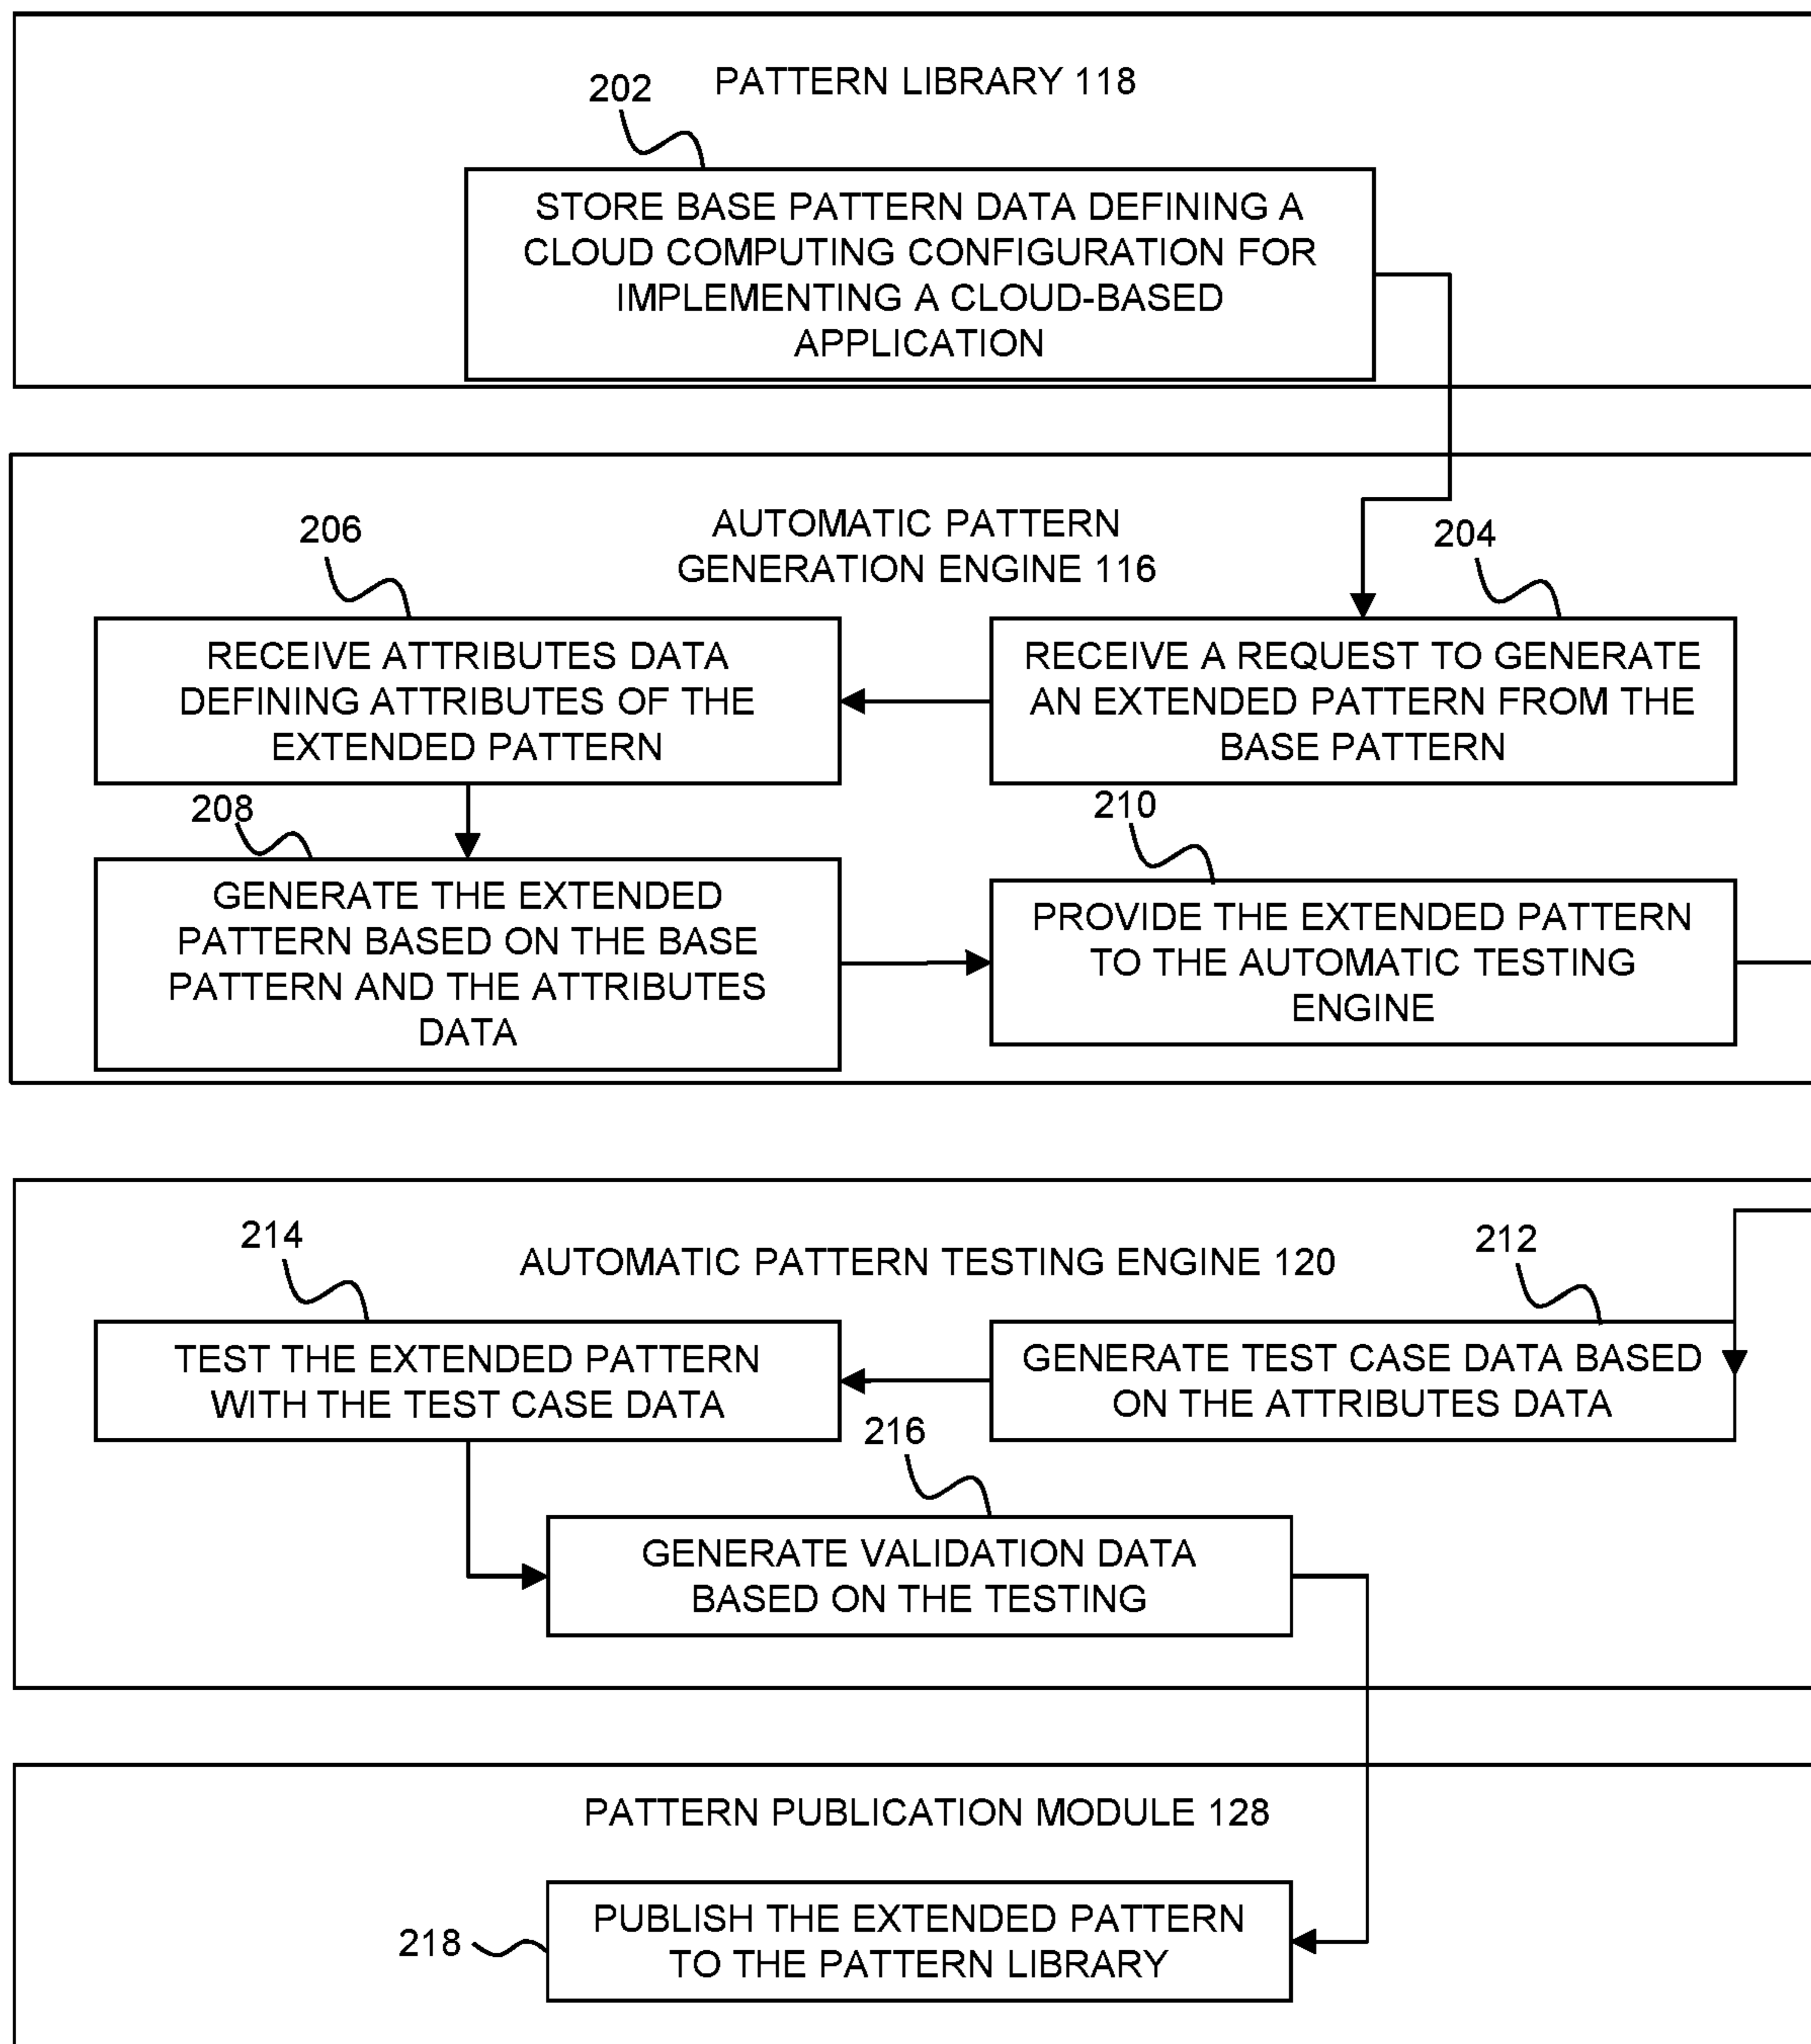 PATTERN LIBRARY 118
202
STORE BASE PATTERN DATA DEFINING A
CLOUD COMPUTING CONFIGURATION FOR
IMPLEMENTING A CLOUD-BASED
APPLICATION
AUTOMATIC PATTERN
GENERATION ENGINE 116
204
RECEIVE A REQUEST TO GENERATE
AN EXTENDED PATTERN FROM THE
BASE PATTERN
206
RECEIVE ATTRIBUTES DATA
DEFINING ATTRIBUTES OF THE
EXTENDED PATTERN
208
GENERATE THE EXTENDED
PATTERN BASED ON THE BASE
PATTERN AND THE ATTRIBUTES
DATA
210
PROVIDE THE EXTENDED PATTERN
TO THE AUTOMATIC TESTING
ENGINE
AUTOMATIC PATTERN TESTING ENGINE 120
212
GENERATE TEST CASE DATA BASED
ON THE ATTRIBUTES DATA
214
TEST THE EXTENDED PATTERN
WITH THE TEST CASE DATA
216
GENERATE VALIDATION DATA
BASED ON THE TESTING
PATTERN PUBLICATION MODULE 128
218
PUBLISH THE EXTENDED PATTERN
TO THE PATTERN LIBRARY